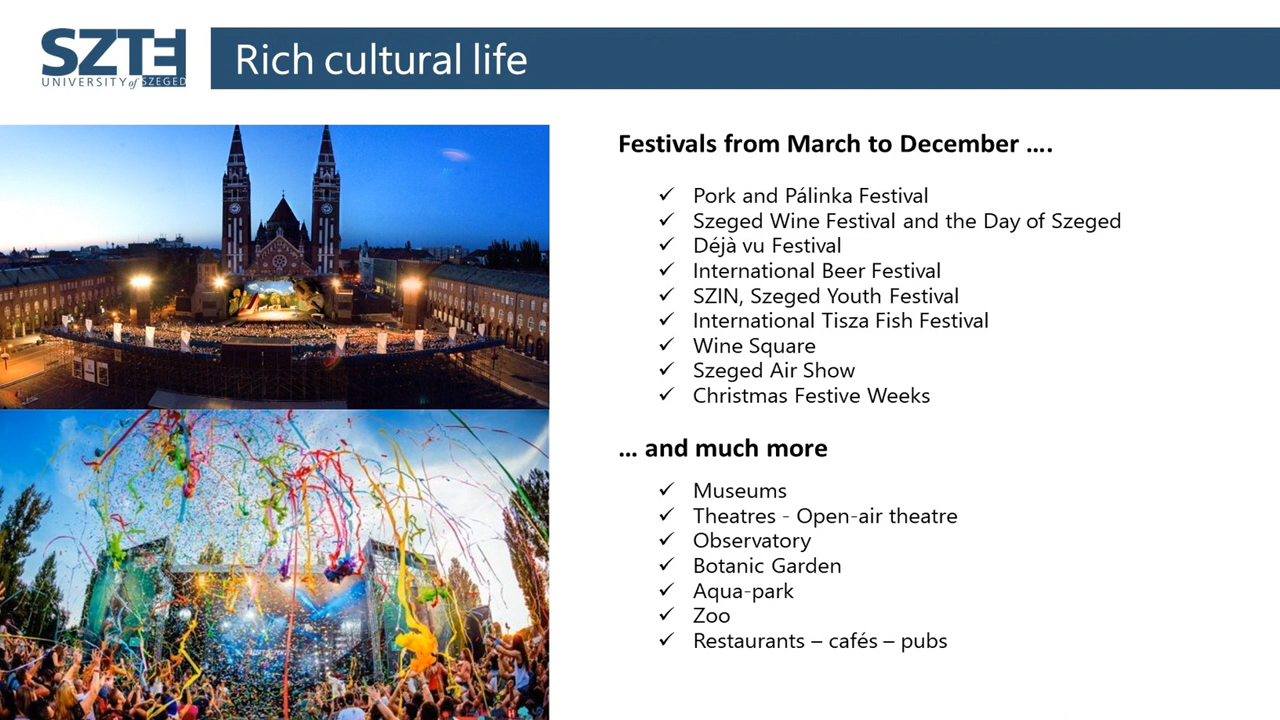 SZTE
UNIVERSITY of SZEGED
Rich cultural life
Festivals from March to December ....
✓ Pork and Pálinka Festival
✓ Szeged Wine Festival and the Day of Szeged
✓ Déjà vu Festival
✓ International Beer Festival
✓ SZIN, Szeged Youth Festival
✓ International Tisza Fish Festival
✓ Wine Square
✓ Szeged Air Show
✓ Christmas Festive Weeks
... and much more
✓ Museums
✓ Theatres - Open-air theatre
✓ Observatory
✓ Botanic Garden
✓ Aqua-park
✓ Zoo
✓ Restaurants – cafés – pubs